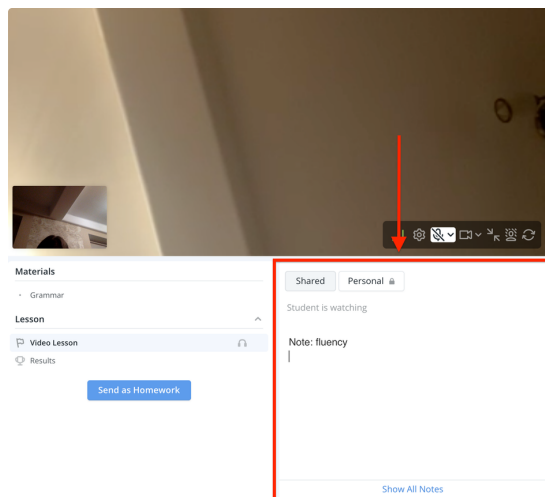 Materials
Grammar
Lesson
Video Lesson
Results
Send as Homework
Shared
Personal
Student is watching
Note: fluency
Show All Notes